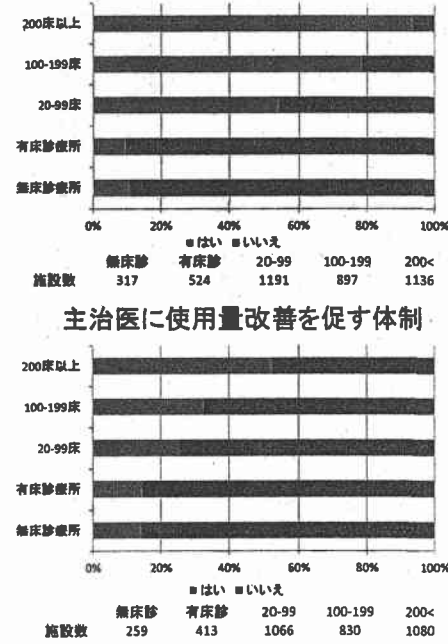 200床以上
100-199床
20-99床
有床診療所
無床診療所
0% 20% 40% 60% 80% 100%
■はい ■いいえ
無床診 有床診 20-99 100-199 200<
施設数 317 524 1191 897 1136
主治医に使用量改善を促す体制
200床以上
100-199床
20-99床
有床診療所
無床診療所
0% 20% 40% 60% 80% 100%
■はい ■いいえ
無床診 有床診 20-99 100-199 200<
施設数 259 413 1066 830 1080